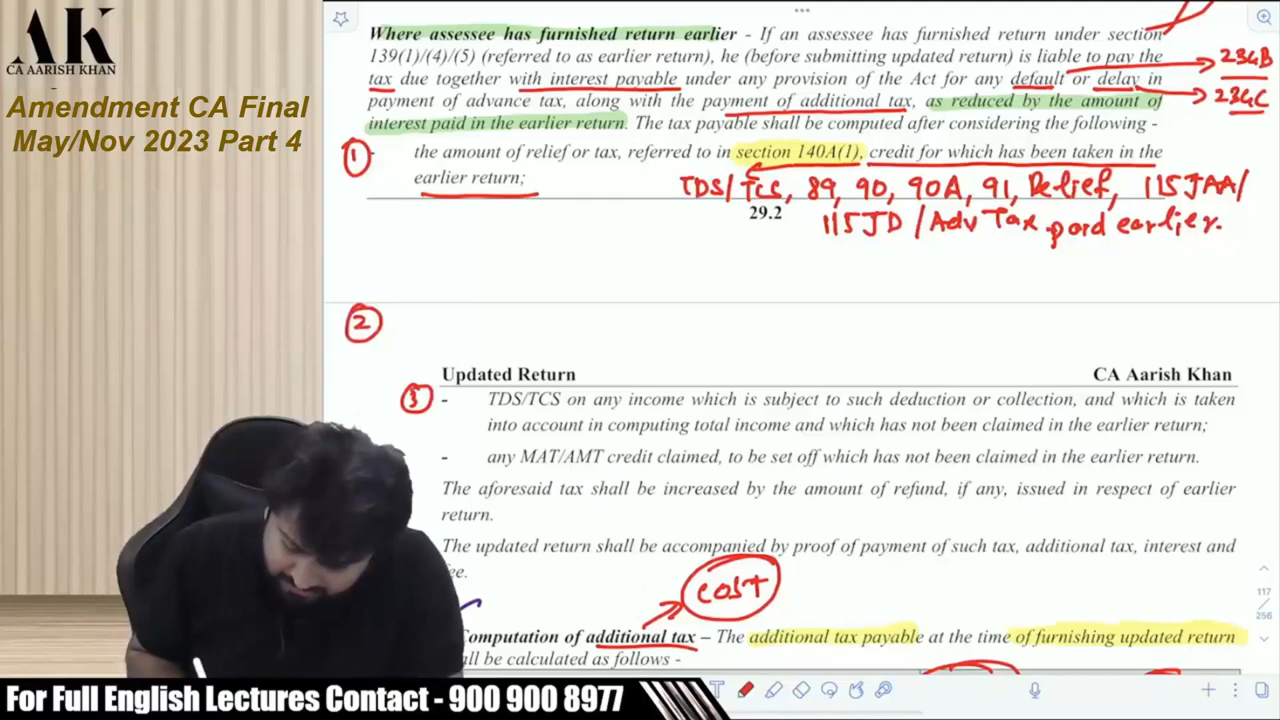 AK
CA AARISH KHAN
Amendment CA Final
May/Nov 2023 Part 4
Where assessee has furnished return earlier - If an assessee has furnished return under section
139(1)/(4)/(5) (referred to as earlier return), he (before submitting updated return) is liable to pay the
tax due together with interest payable under any provision of the Act for any default or delay in
payment of advance tax, along with the payment of additional tax, as reduced by the amount of
interest paid in the earlier return. The tax payable shall be computed after considering the following -
234B
234C
1
the amount of relief or tax, referred to in section 140A(1), credit for which has been taken in the
earlier return;
TDS/TCS, 89, 90, 90A, 91, Relief, 115JAA/
29.2
115JD / Adv Tax paid earlier.
2
Updated Return CA Aarish Khan
3
- TDS/TCS on any income which is subject to such deduction or collection, and which is taken
into account in computing total income and which has not been claimed in the earlier return;
- any MAT/AMT credit claimed, to be set off which has not been claimed in the earlier return.
The aforesaid tax shall be increased by the amount of refund, if any, issued in respect of earlier
return.
The updated return shall be accompanied by proof of payment of such tax, additional tax, interest and
fee.
cost
Computation of additional tax – The additional tax payable at the time of furnishing updated return
shall be calculated as follows -
117
256
For Full English Lectures Contact - 900 900 8977